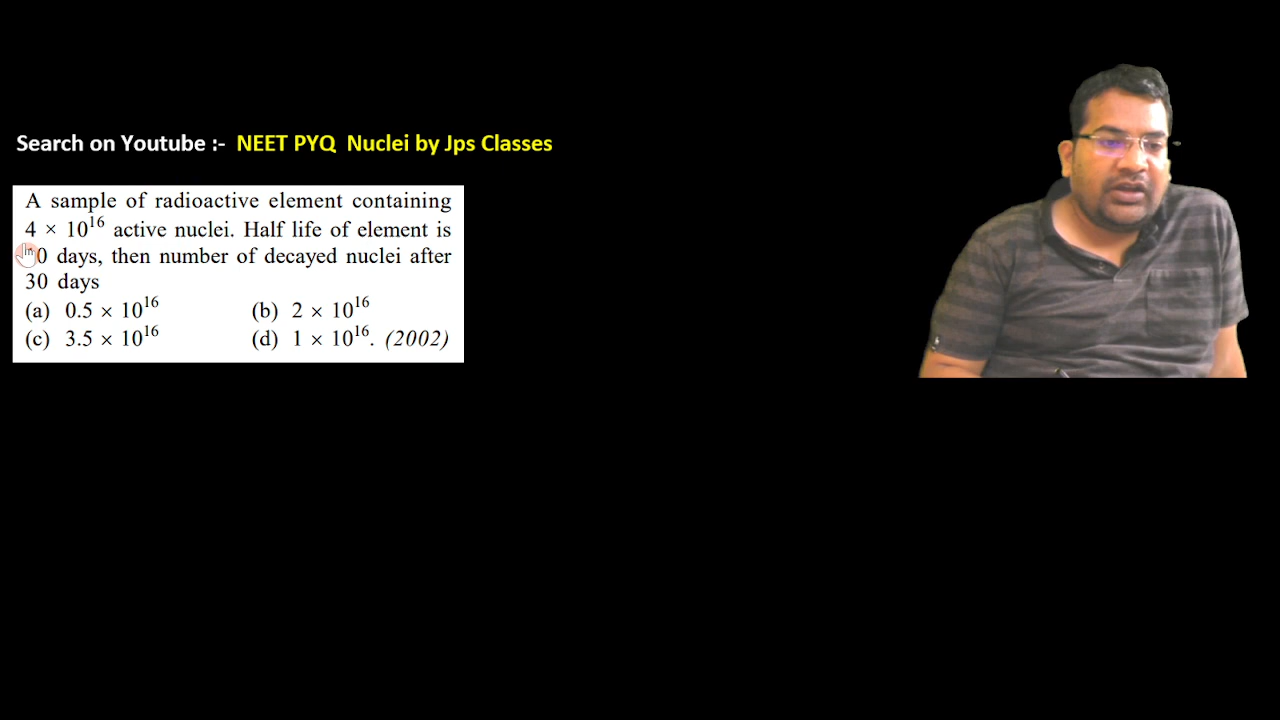 Search on Youtube :- NEET PYQ Nuclei by Jps Classes
A sample of radioactive element containing
4 × 10¹⁶ active nuclei. Half life of element is
0 days, then number of decayed nuclei after
30 days
(a) 0.5 × 10¹⁶ (b) 2 × 10¹⁶
(c) 3.5 × 10¹⁶ (d) 1 × 10¹⁶. (2002)